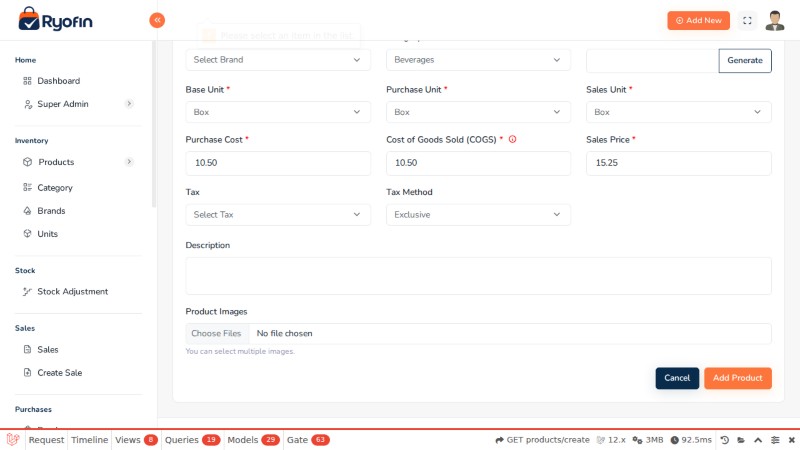 Ryofin
Add New
Please select an item in the list.
Home
Dashboard
Super Admin
Inventory
Products
Category
Brands
Units
Stock
Stock Adjustment
Sales
Sales
Create Sale
Purchases
Select Brand
Beverages
Generate
Base Unit *
Purchase Unit *
Sales Unit *
Box
Box
Box
Purchase Cost *
Cost of Goods Sold (COGS) *
Sales Price *
10.50
10.50
15.25
Tax
Tax Method
Select Tax
Exclusive
Description
Product Images
Choose Files No file chosen
You can select multiple images.
Cancel
Add Product
Request
Timeline
Views 8
Queries 19
Models 29
Gate 63
GET products/create
12.x
3MB
92.5ms